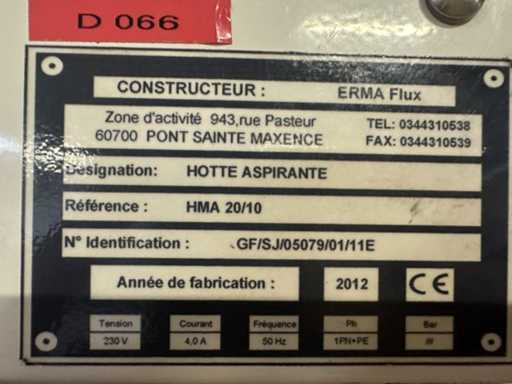 D 066
CONSTRUCTEUR : ERMA Flux
Zone d'activité 943,rue Pasteur
60700 PONT SAINTE MAXENCE
TEL: 0344310538
FAX: 0344310539
Désignation: HOTTE ASPIRANTE
Référence : HMA 20/10
N° Identification : GF/SJ/05079/01/11E
Année de fabrication : 2012 CE
Tension Courant Fréquence Ph Bar
230 V 4,0 A 50 Hz 1PN+PE ///